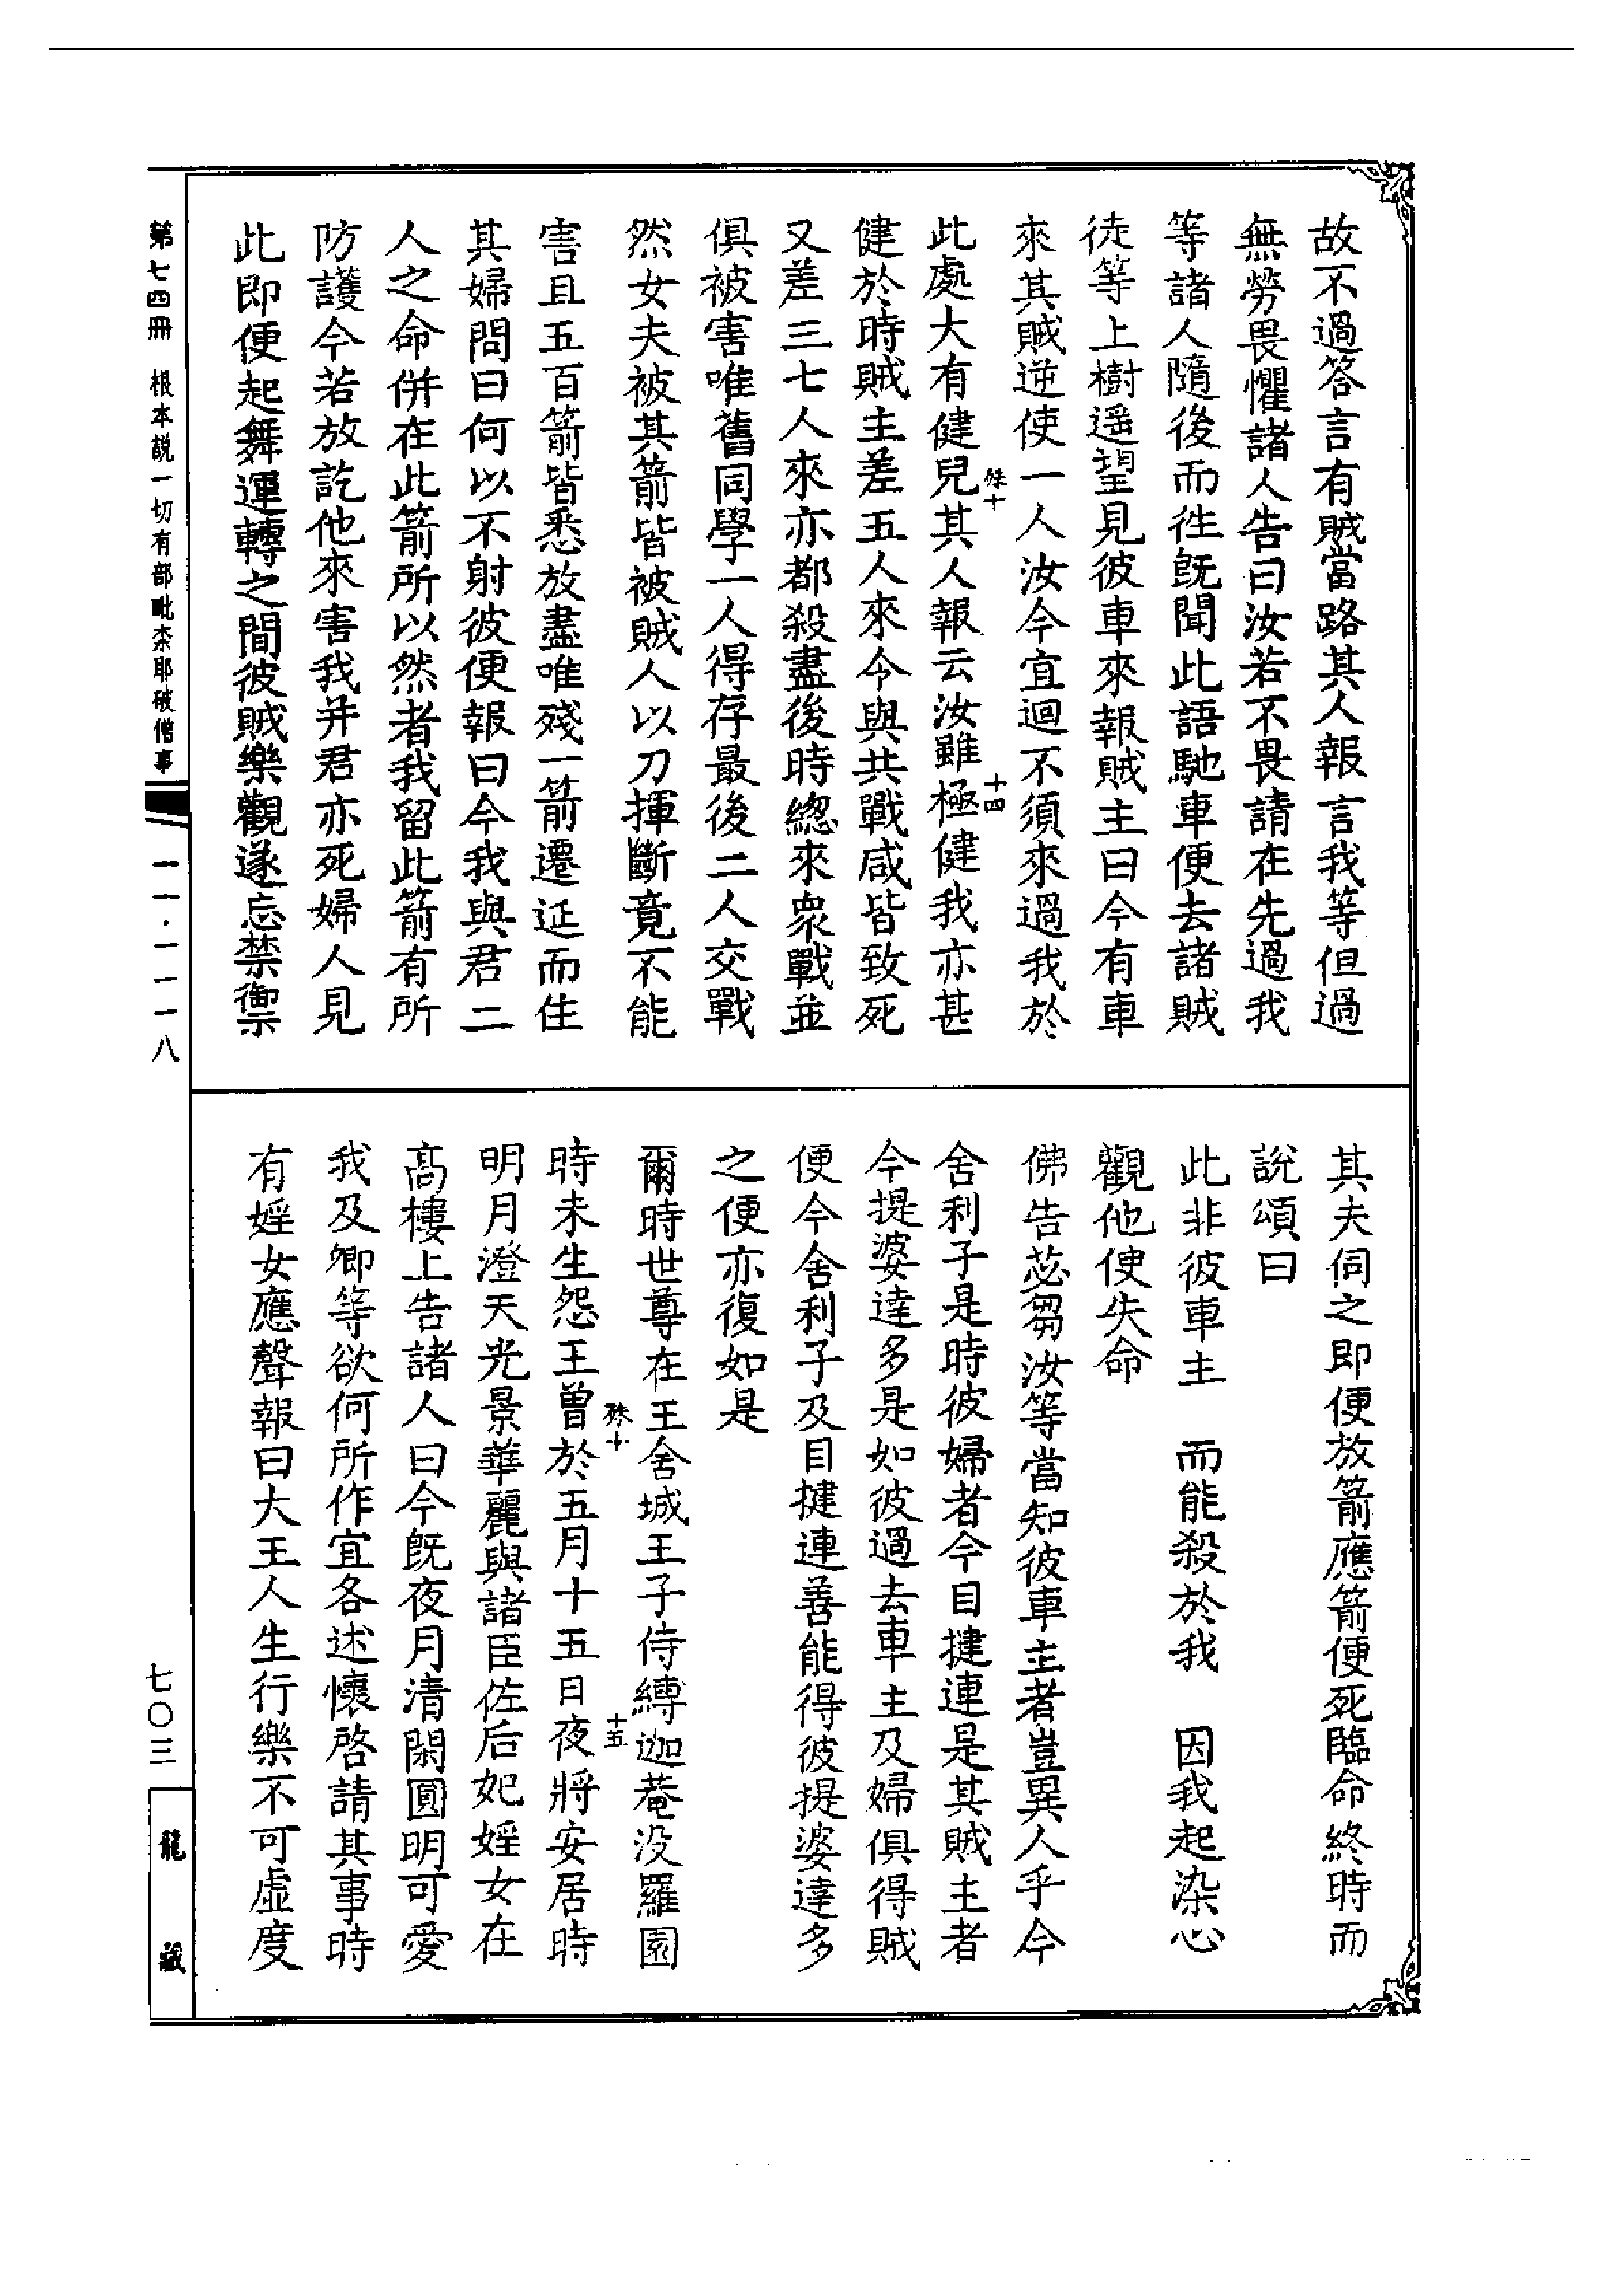 故不過答言有賊當路其人報言我等但過
無勞畏懼諸人告曰汝若不畏請在先過我
等諸人隨後而往既聞此語馳車便去諸賊
徒等上樹遥望見彼車來報賊主曰今有車
來其賊逆使一人汝今宜迴不須來過我於
殊十
十四
此處大有健兒其人報云汝雖極健我亦甚
健於時賊主差五人來今與共戰咸皆致死
又差三七人來亦都殺盡後時總來衆戰並
俱被害唯舊同學一人得存最後二人交戰
然女夫被其箭皆被賊人以刀揮斷竟不能
害且五百箭皆悉放盡唯殘一箭遷延而住
其婦問曰何以不射彼便報曰今我與君二
人之命併在此箭所以然者我留此箭有所
防護今若放訖他來害我并君亦死婦人見
此即便起舞運轉之間彼賊樂觀遂忘禁禦
其夫伺之即便放箭應箭便死臨命終時而
說頌曰
此非彼車主　而能殺於我　因我起染心
觀他使失命
佛告苾芻汝等當知彼車主者豈異人乎今
舍利子是時彼婦者今目揵連是其賊主者
今提婆達多是如彼過去車主及婦俱得賊
便今舍利子及目揵連善能得彼提婆達多
之便亦復如是
爾時世尊在王舍城王子侍縛迦菴没羅園
殊十
十五
時未生怨王曾於五月十五日夜將安居時
明月澄天光景華麗與諸臣佐后妃婬女在
高樓上告諸人曰今既夜月清閑圓明可愛
我及卿等欲何所作宜各述懷啓請其事時
有婬女應聲報曰大王人生行樂不可虛度
第七四冊　根本説一切有部毗柰耶破僧事
一一·一一一八
七〇三
龍藏